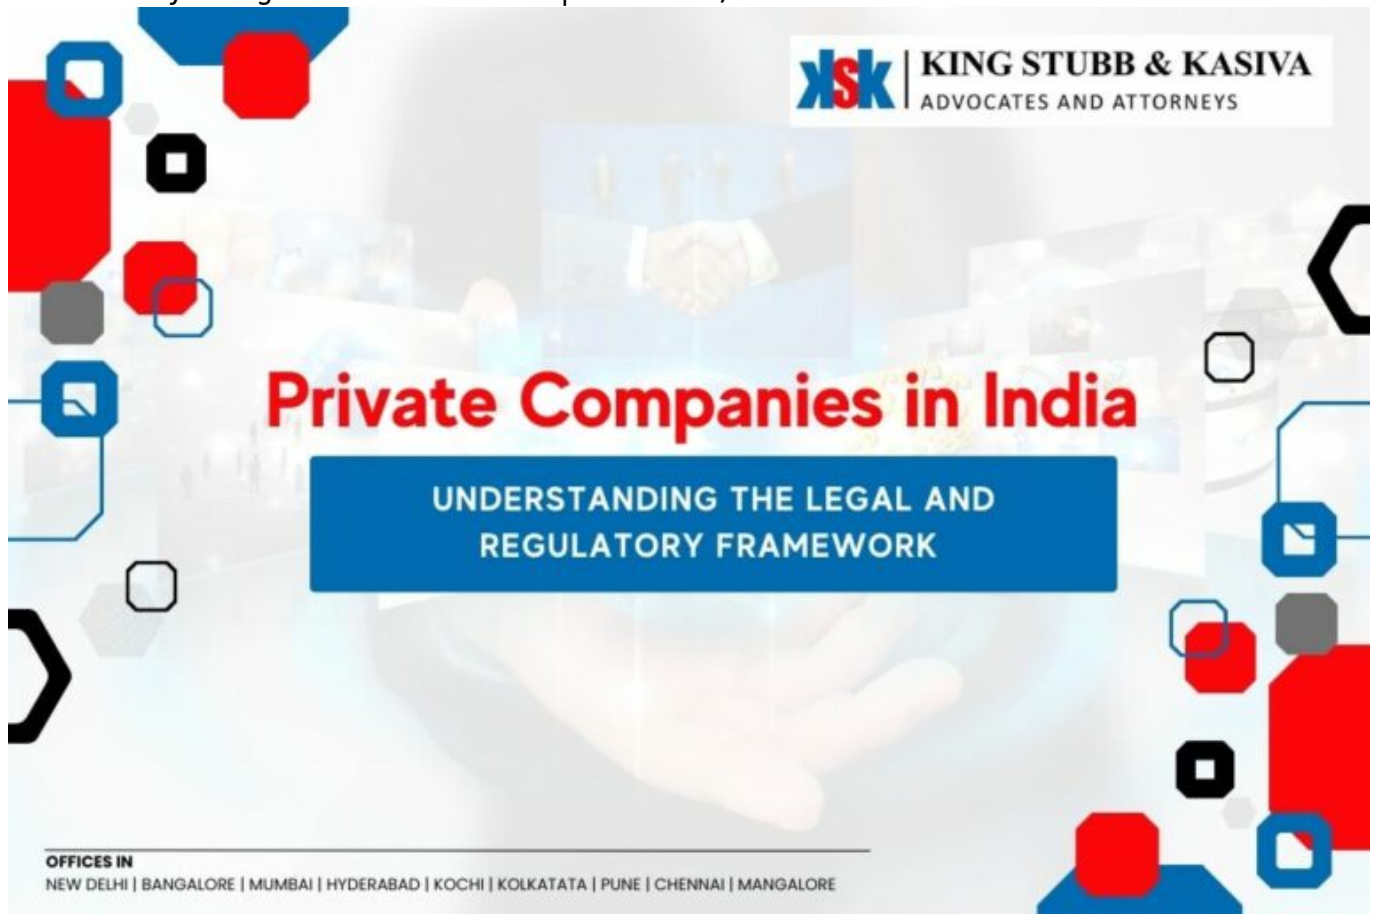 KSK
KING STUBB & KASIVA
ADVOCATES AND ATTORNEYS
Private Companies in India
UNDERSTANDING THE LEGAL AND
REGULATORY FRAMEWORK
OFFICES IN
NEW DELHI | BANGALORE | MUMBAI | HYDERABAD | KOCHI | KOLKATATA | PUNE | CHENNAI | MANGALORE